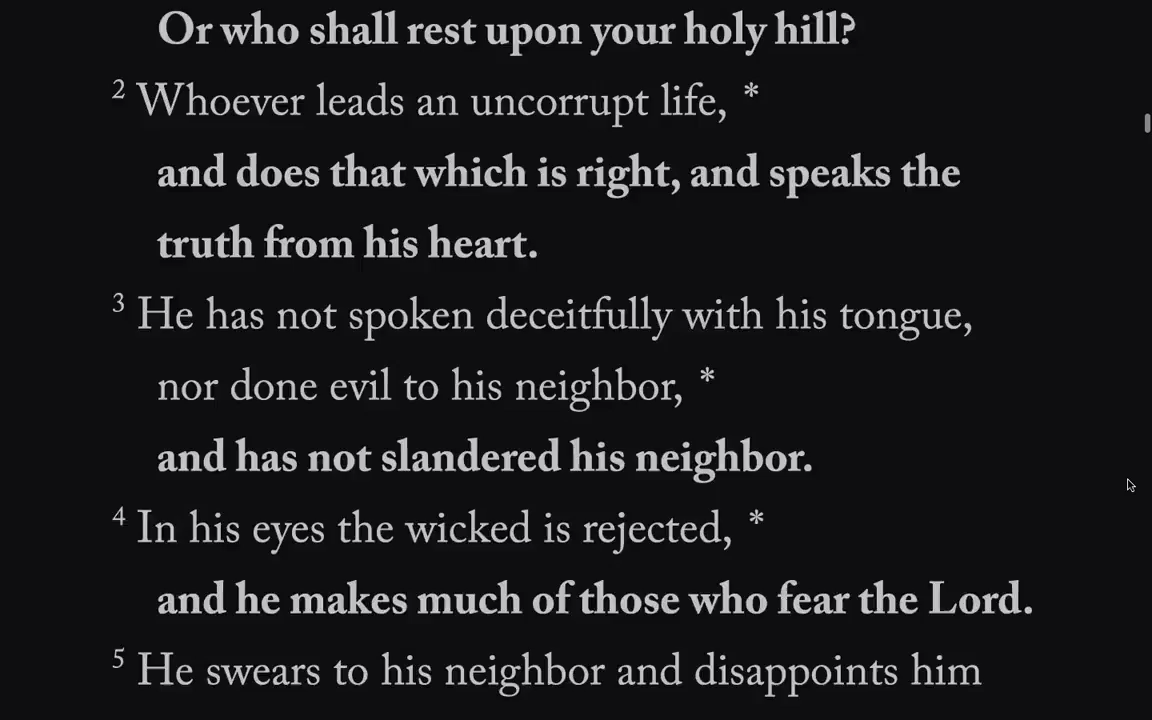 Or who shall rest upon your holy hill?
2 Whoever leads an uncorrupt life, *
and does that which is right, and speaks the
truth from his heart.
3 He has not spoken deceitfully with his tongue,
nor done evil to his neighbor, *
and has not slandered his neighbor.
4 In his eyes the wicked is rejected, *
and he makes much of those who fear the Lord.
5 He swears to his neighbor and disappoints him